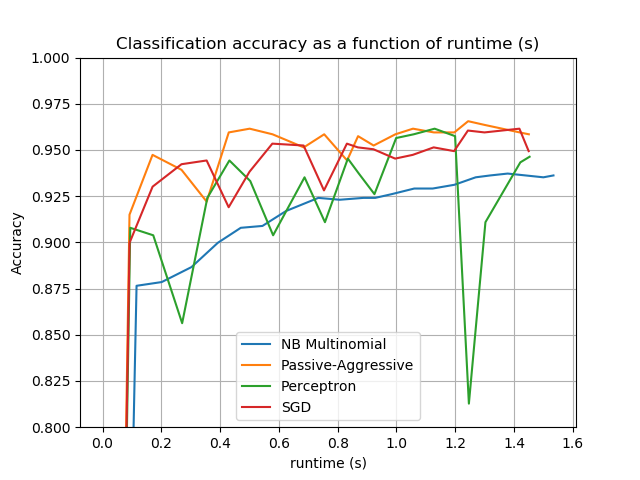 Classification accuracy as a function of runtime (s)
1.000
0.975
0.950
0.925
0.900
0.875
0.850
0.825
0.800
Accuracy
NB Multinomial
Passive-Aggressive
Perceptron
SGD
0.0 0.2 0.4 0.6 0.8 1.0 1.2 1.4 1.6
runtime (s)